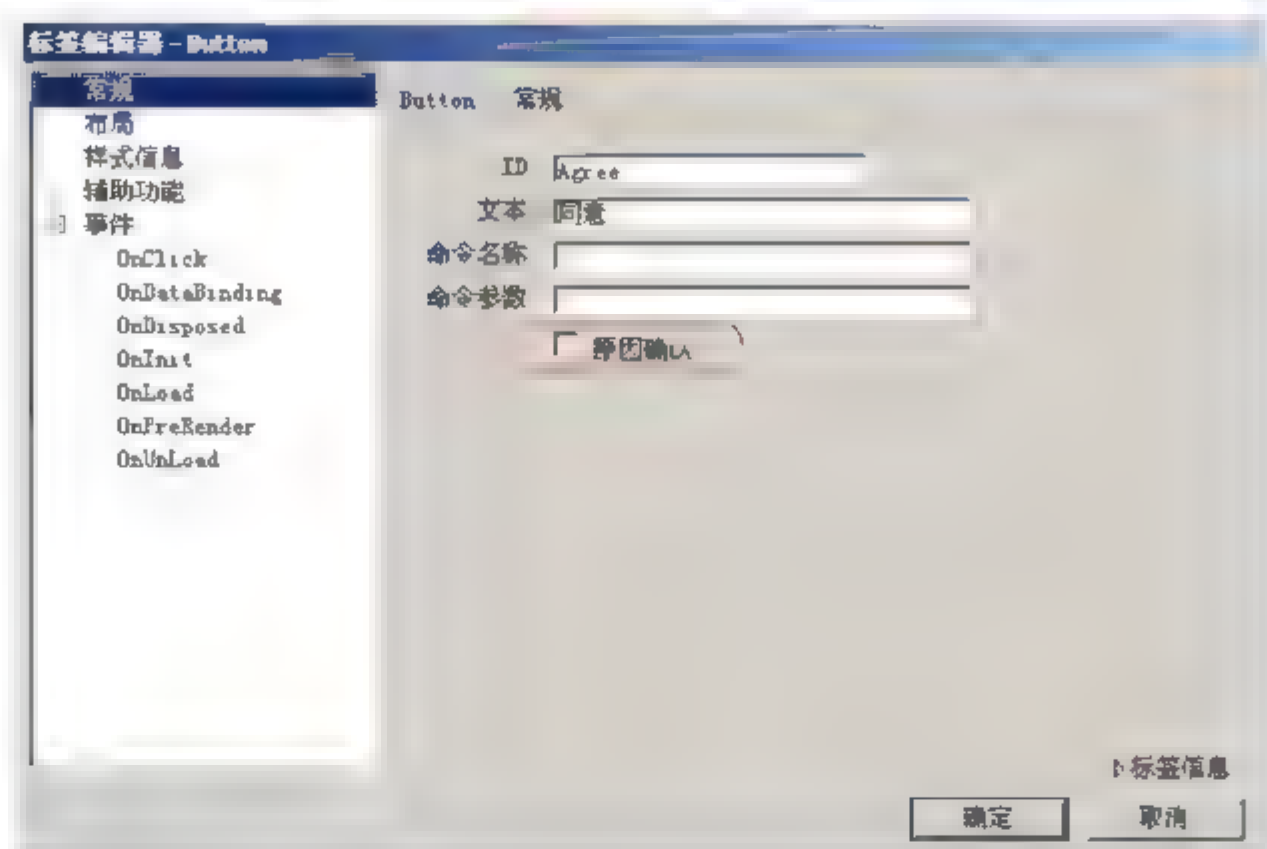 标签编辑器 - Button
常规
布局
样式信息
辅助功能
事件
OnClick
OnDataBinding
OnDisposed
OnInit
OnLoad
OnPreRender
OnUnLoad
Button 常规
ID Agree
文本 同意
命令名称
命令参数
确认
标签信息
确定 取消